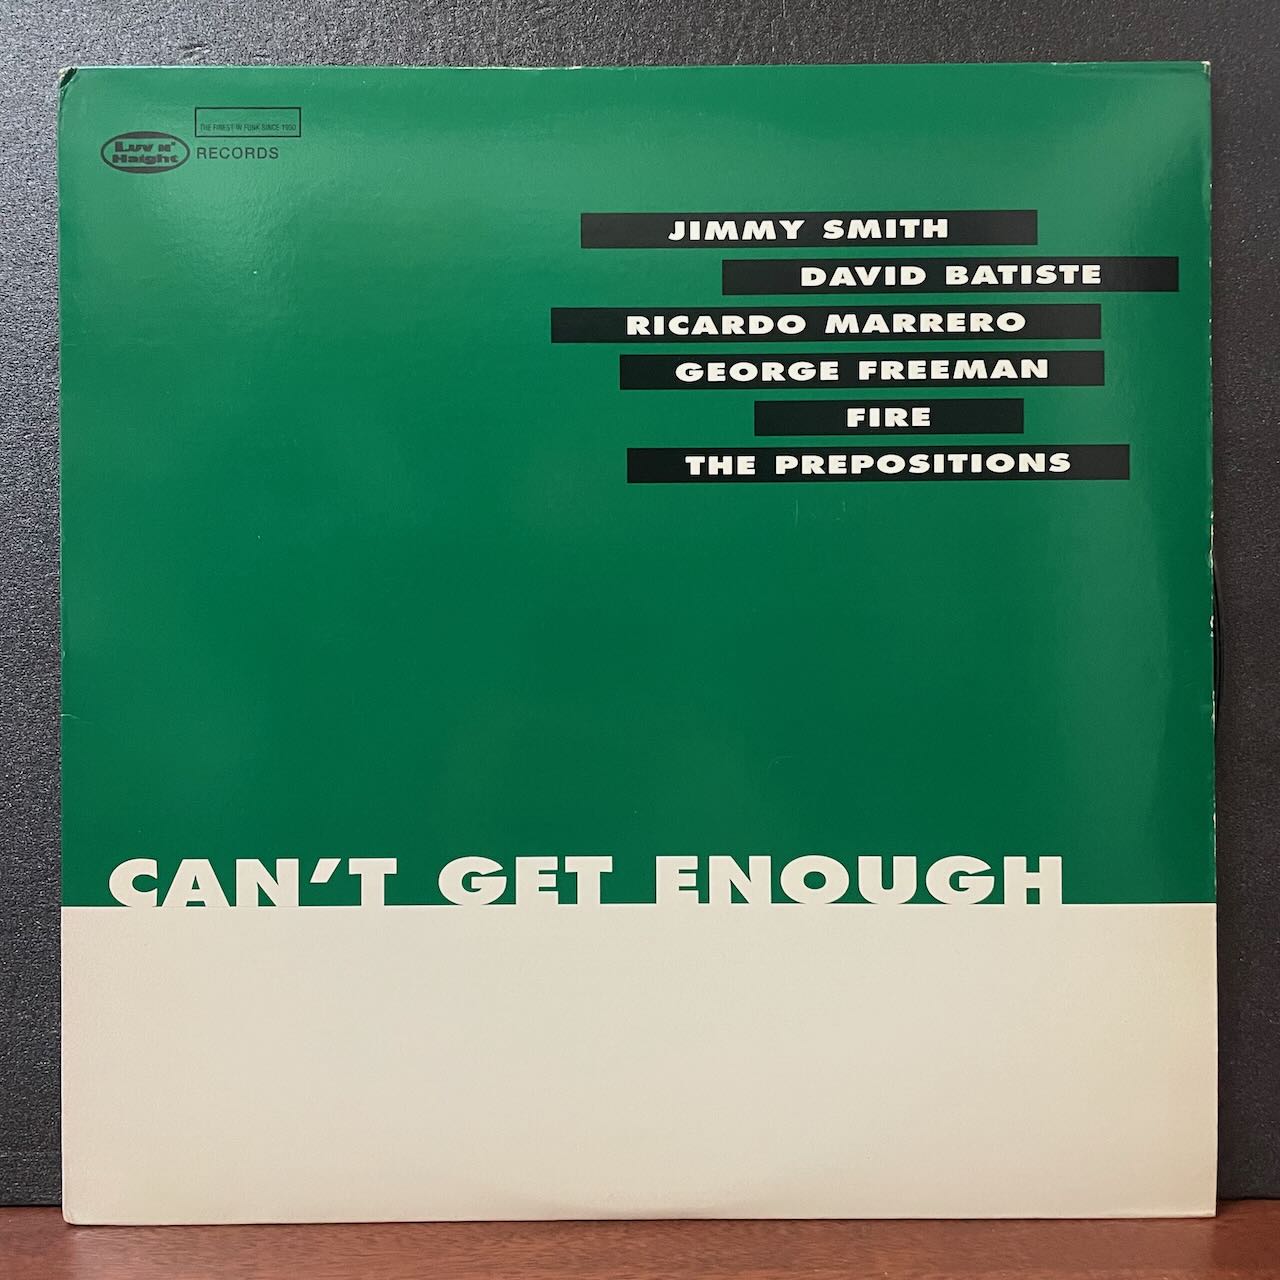 THE FINEST IN FUNK SINCE 1950
Luv n'
Haight
RECORDS
JIMMY SMITH
DAVID BATISTE
RICARDO MARRERO
GEORGE FREEMAN
FIRE
THE PREPOSITIONS
CAN'T GET ENOUGH